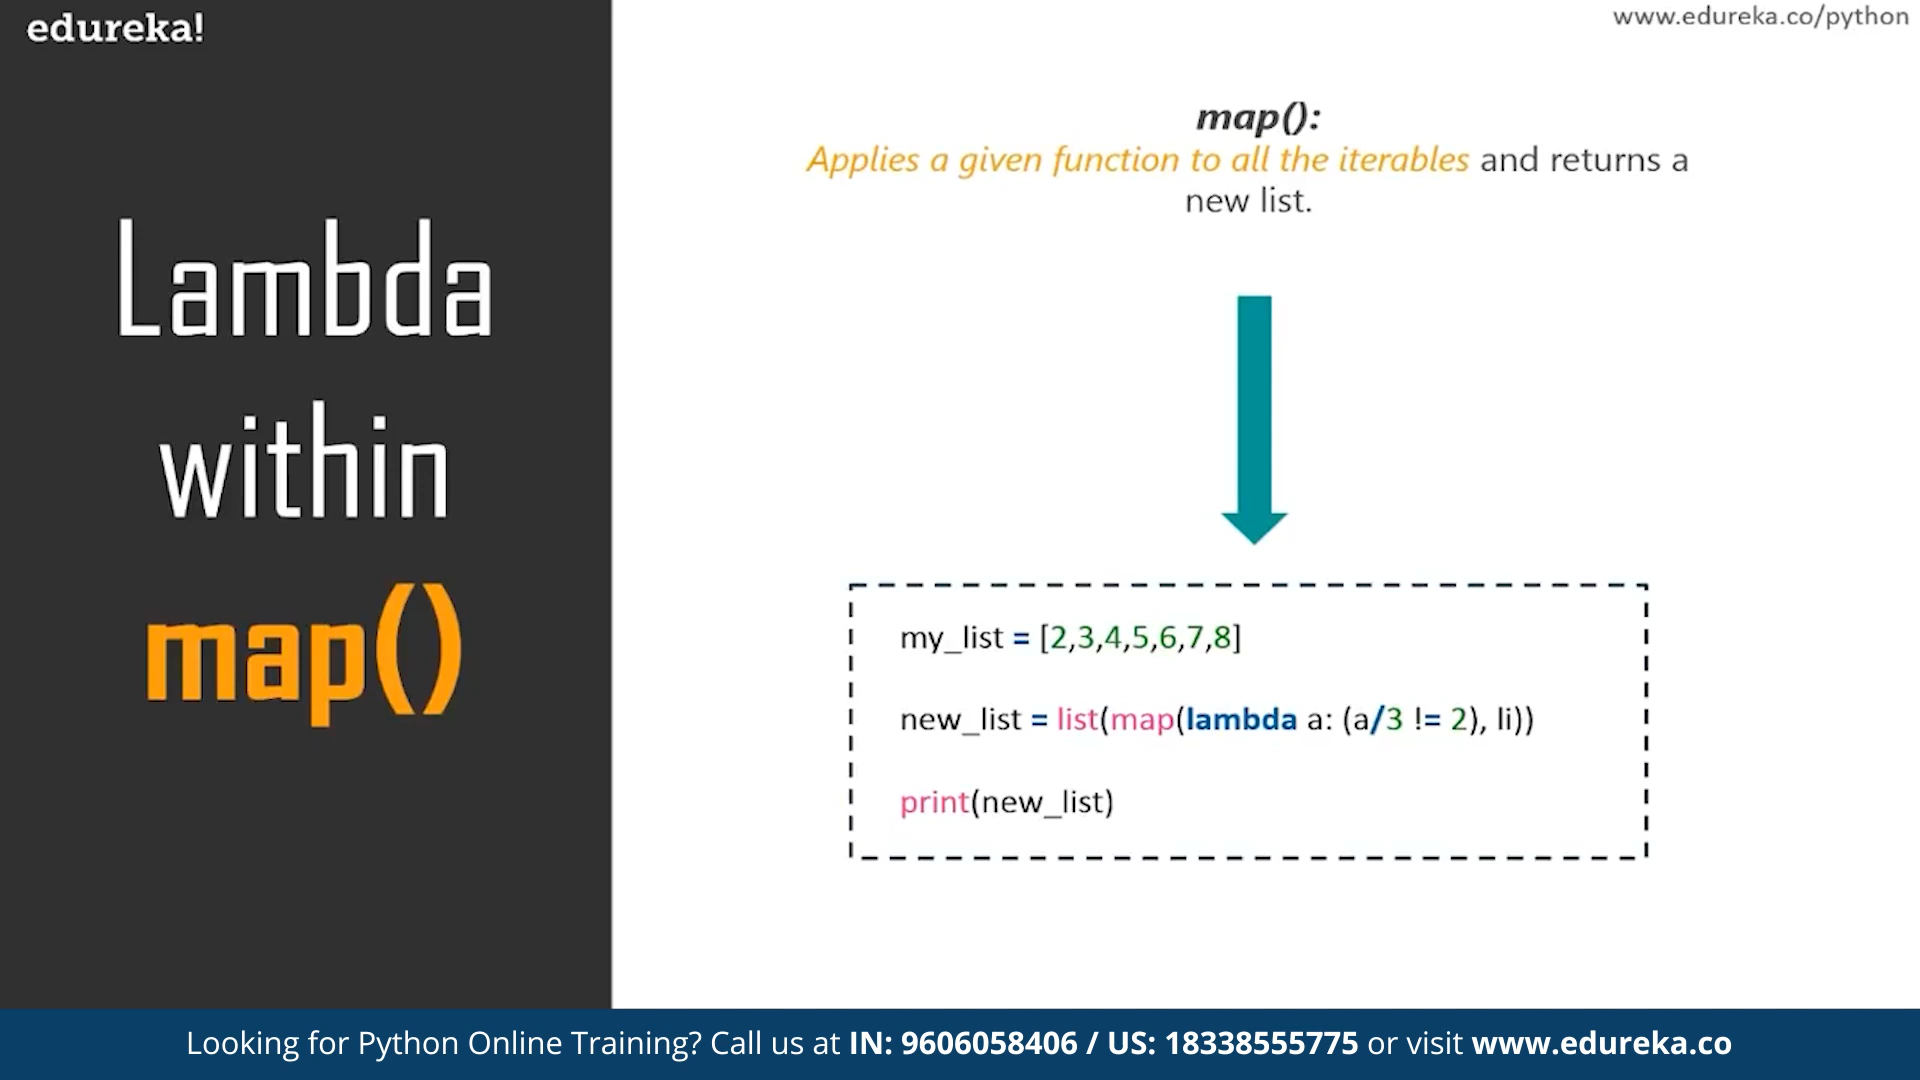 edureka!
www.edureka.co/python
Lambda
within
map()
map():
Applies a given function to all the iterables and returns a
new list.
my_list = [2,3,4,5,6,7,8]
new_list = list(map(lambda a: (a/3 != 2), li))
print(new_list)
Looking for Python Online Training? Call us at IN: 9606058406 / US: 18338555775 or visit www.edureka.co